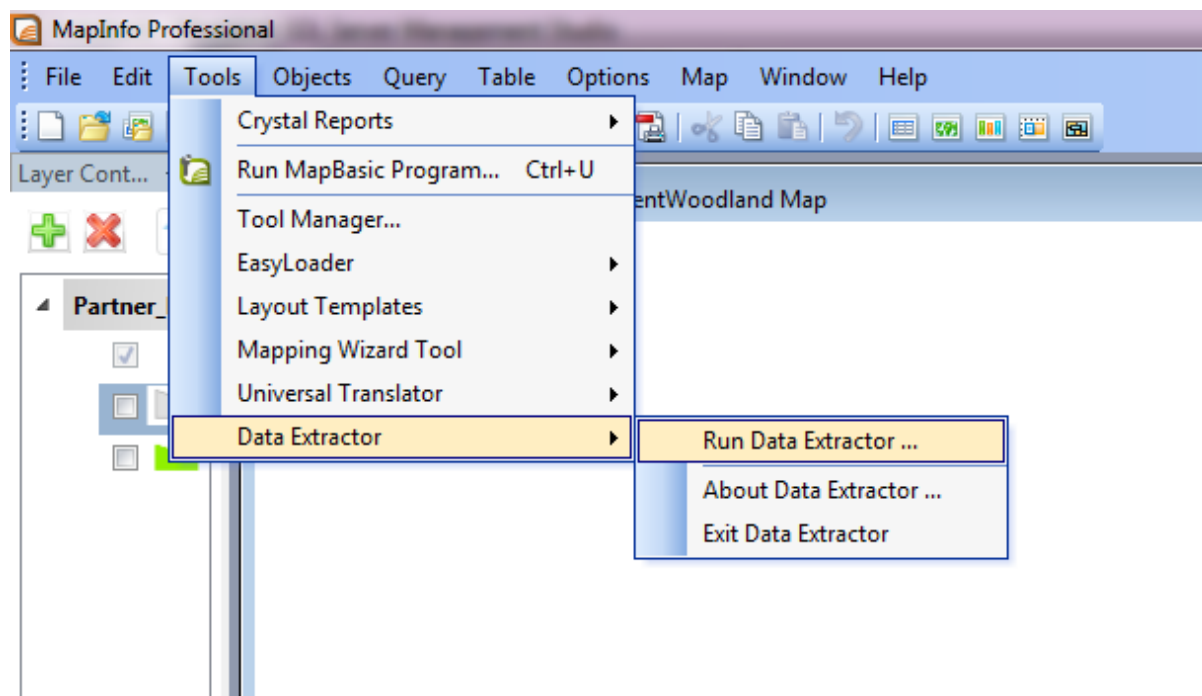 MapInfo Professional
File Edit Tools Objects Query Table Options Map Window Help
Crystal Reports
Layer Cont...
Run MapBasic Program... Ctrl+U
entWoodland Map
Tool Manager...
EasyLoader
Partner_
Layout Templates
Mapping Wizard Tool
Universal Translator
Data Extractor
Run Data Extractor ...
About Data Extractor ...
Exit Data Extractor